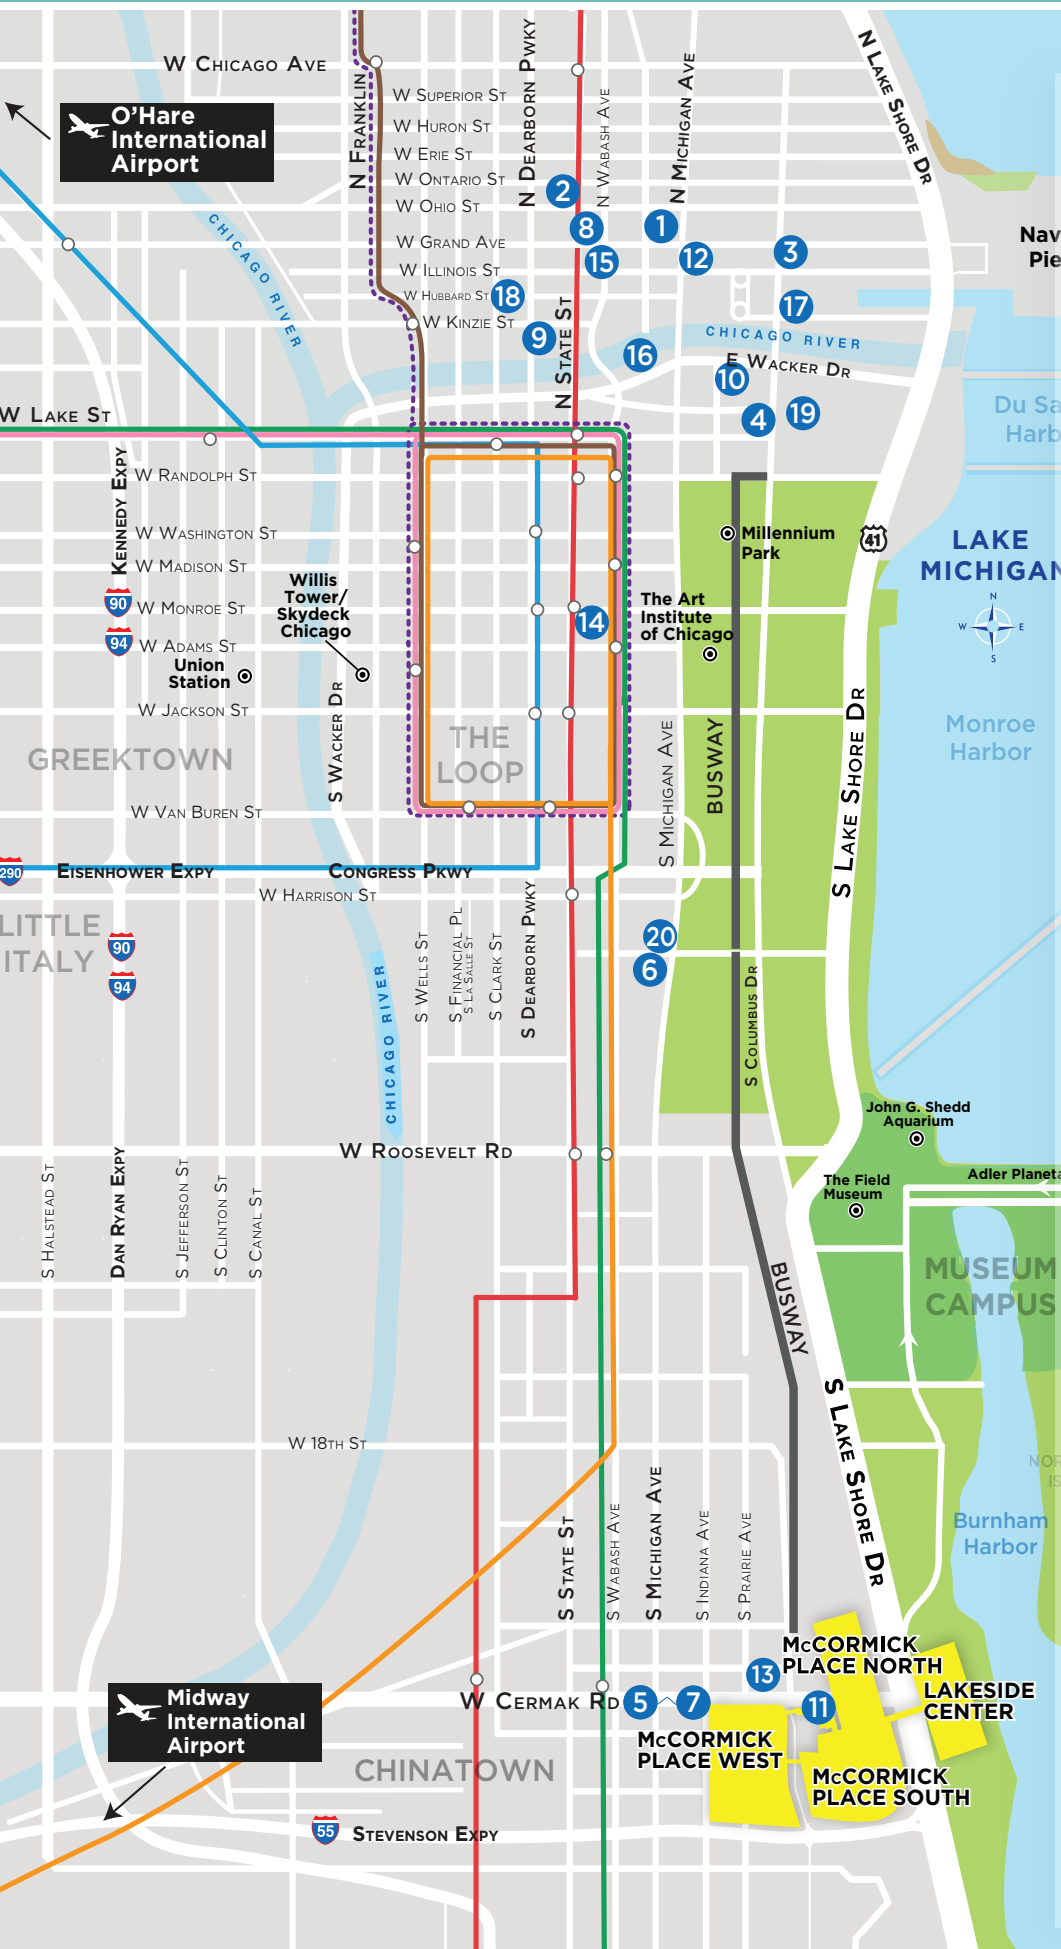 W CHICAGO AVE
O'Hare
International
Airport
N FRANKLIN
W SUPERIOR ST
W HURON ST
W ERIE ST
W ONTARIO ST
W OHIO ST
W GRAND AVE
W ILLINOIS ST
W HUBBARD ST
W KINZIE ST
N DEARBORN PWKY
N WABASH AVE
N MICHIGAN AVE
N LAKE SHORE DR
N STATE ST
CHICAGO RIVER
2
8
15
1
12
3
18
9
17
16
10
4
19
CHICAGO RIVER
E WACKER DR
W LAKE ST
KENNEDY EXPY
W RANDOLPH ST
W WASHINGTON ST
W MADISON ST
W MONROE ST
W ADAMS ST
W JACKSON ST
W VAN BUREN ST
90
94
Willis
Tower/
Skydeck
Chicago
Union
Station
S WACKER DR
GREEKTOWN
THE
LOOP
14
The Art
Institute
of Chicago
Millennium
Park
41
LAKE
MICHIGAN
N
W E
S
Monroe
Harbor
S MICHIGAN AVE
BUSWAY
S LAKE SHORE DR
290
EISENHOWER EXPY
CONGRESS PKWY
W HARRISON ST
LITTLE
ITALY
90
94
CHICAGO RIVER
S WELLS ST
S FINANCIAL PL
S LA SALLE ST
S CLARK ST
S DEARBORN PWKY
20
6
S COLUMBUS DR
John G. Shedd
Aquarium
W ROOSEVELT RD
The Field
Museum
S HALSTEAD ST
DAN RYAN EXPY
S JEFFERSON ST
S CLINTON ST
S CANAL ST
BUSWAY
MUSEUM
CAMPUS
S LAKE SHORE DR
W 18TH ST
Burnham
Harbor
S STATE ST
S WABASH AVE
S MICHIGAN AVE
S INDIANA AVE
S PRAIRIE AVE
McCORMICK
PLACE NORTH
13
LAKESIDE
CENTER
W CERMAK RD
5
7
11
McCORMICK
PLACE WEST
McCORMICK
PLACE SOUTH
Midway
International
Airport
CHINATOWN
55
STEVENSON EXPY
Adler
Du